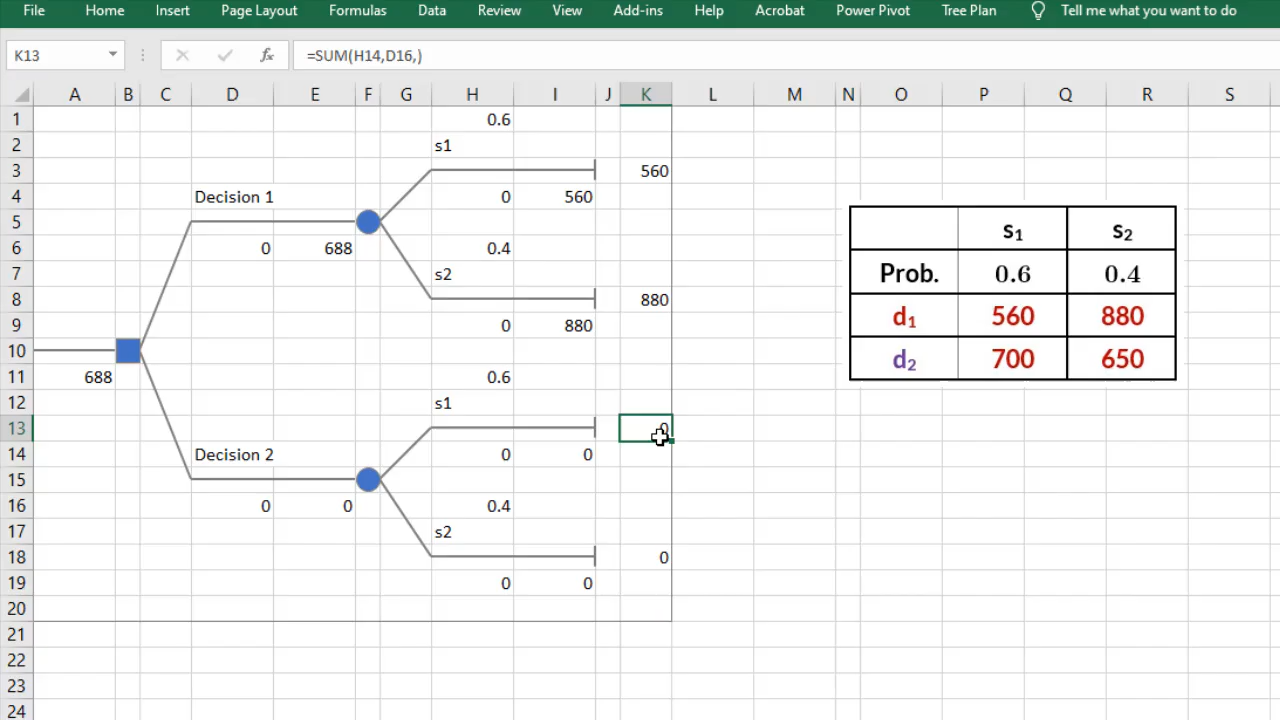 File Home Insert Page Layout Formulas Data Review View Add-ins Help Acrobat Power Pivot Tree Plan Tell me what you want to do
K13 fx =SUM(H14,D16,)
A B C D E F G H I J K L M N O P Q R S
1 0.6
2 s1
3 560
4 Decision 1 0 560
5
6 0 688 0.4
7 s2
8 880
9 0 880
10
11 688 0.6
12 s1
13 0
14 Decision 2 0 0
15
16 0 0 0.4
17 s2
18 0
19 0 0
20
21
22
23
24
s1 s2
Prob. 0.6 0.4
d1 560 880
d2 700 650